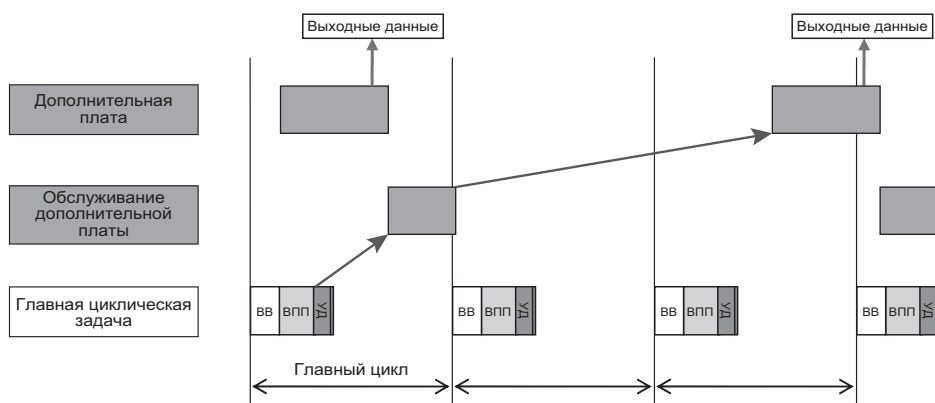 Выходные данные
Выходные данные
Дополнительная
плата
Обслуживание
дополнительной
платы
Главная циклическая
задача
ВВ ВПП УД
ВВ ВПП УД
ВВ ВПП УД
ВВ ВПП УД
Главный цикл